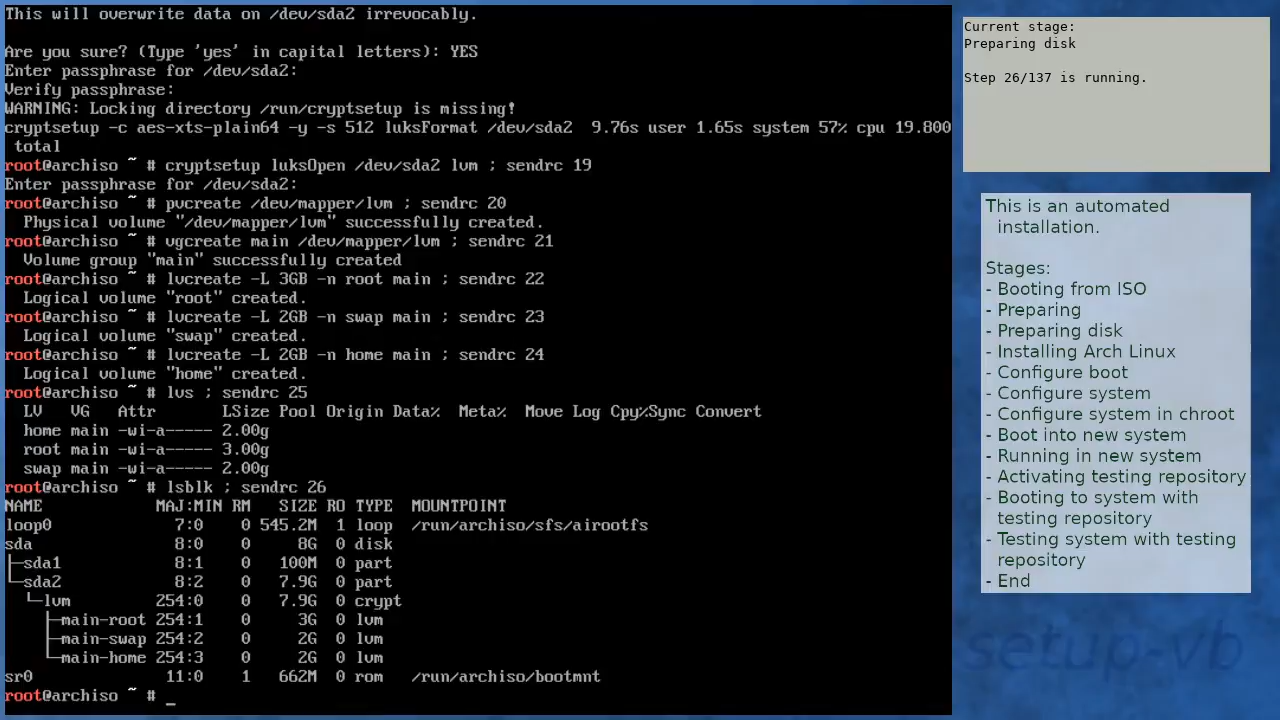 This will overwrite data on /dev/sda2 irrevocably.
Are you sure? (Type 'yes' in capital letters): YES
Enter passphrase for /dev/sda2:
Verify passphrase:
WARNING: Locking directory /run/cryptsetup is missing!
cryptsetup -c aes-xts-plain64 -y -s 512 luksFormat /dev/sda2  9.76s user 1.65s system 57% cpu 19.800
 total
root@archiso ~ # cryptsetup luksOpen /dev/sda2 lvm ; sendrc 19
Enter passphrase for /dev/sda2:
root@archiso ~ # pvcreate /dev/mapper/lvm ; sendrc 20
  Physical volume "/dev/mapper/lvm" successfully created.
root@archiso ~ # vgcreate main /dev/mapper/lvm ; sendrc 21
  Volume group "main" successfully created
root@archiso ~ # lvcreate -L 3GB -n root main ; sendrc 22
  Logical volume "root" created.
root@archiso ~ # lvcreate -L 2GB -n swap main ; sendrc 23
  Logical volume "swap" created.
root@archiso ~ # lvcreate -L 2GB -n home main ; sendrc 24
  Logical volume "home" created.
root@archiso ~ # lvs ; sendrc 25
  LV   VG   Attr       LSize Pool Origin Data%  Meta%  Move Log Cpy%Sync Convert
  home main -wi-a----- 2.00g
  root main -wi-a----- 3.00g
  swap main -wi-a----- 2.00g
root@archiso ~ # lsblk ; sendrc 26
NAME            MAJ:MIN RM   SIZE RO TYPE  MOUNTPOINT
loop0             7:0    0 545.2M  1 loop  /run/archiso/sfs/airootfs
sda               8:0    0     8G  0 disk
├─sda1            8:1    0   100M  0 part
└─sda2            8:2    0   7.9G  0 part
  └─lvm         254:0    0   7.9G  0 crypt
    ├─main-root 254:1    0     3G  0 lvm
    ├─main-swap 254:2    0     2G  0 lvm
    └─main-home 254:3    0     2G  0 lvm
sr0              11:0    1   662M  0 rom   /run/archiso/bootmnt
root@archiso ~ # _
Current stage:
Preparing disk
Step 26/137 is running.
This is an automated
installation.
Stages:
- Booting from ISO
- Preparing
- Preparing disk
- Installing Arch Linux
- Configure boot
- Configure system
- Configure system in chroot
- Boot into new system
- Running in new system
- Activating testing repository
- Booting to system with
testing repository
- Testing system with testing
repository
- End
setup-vb